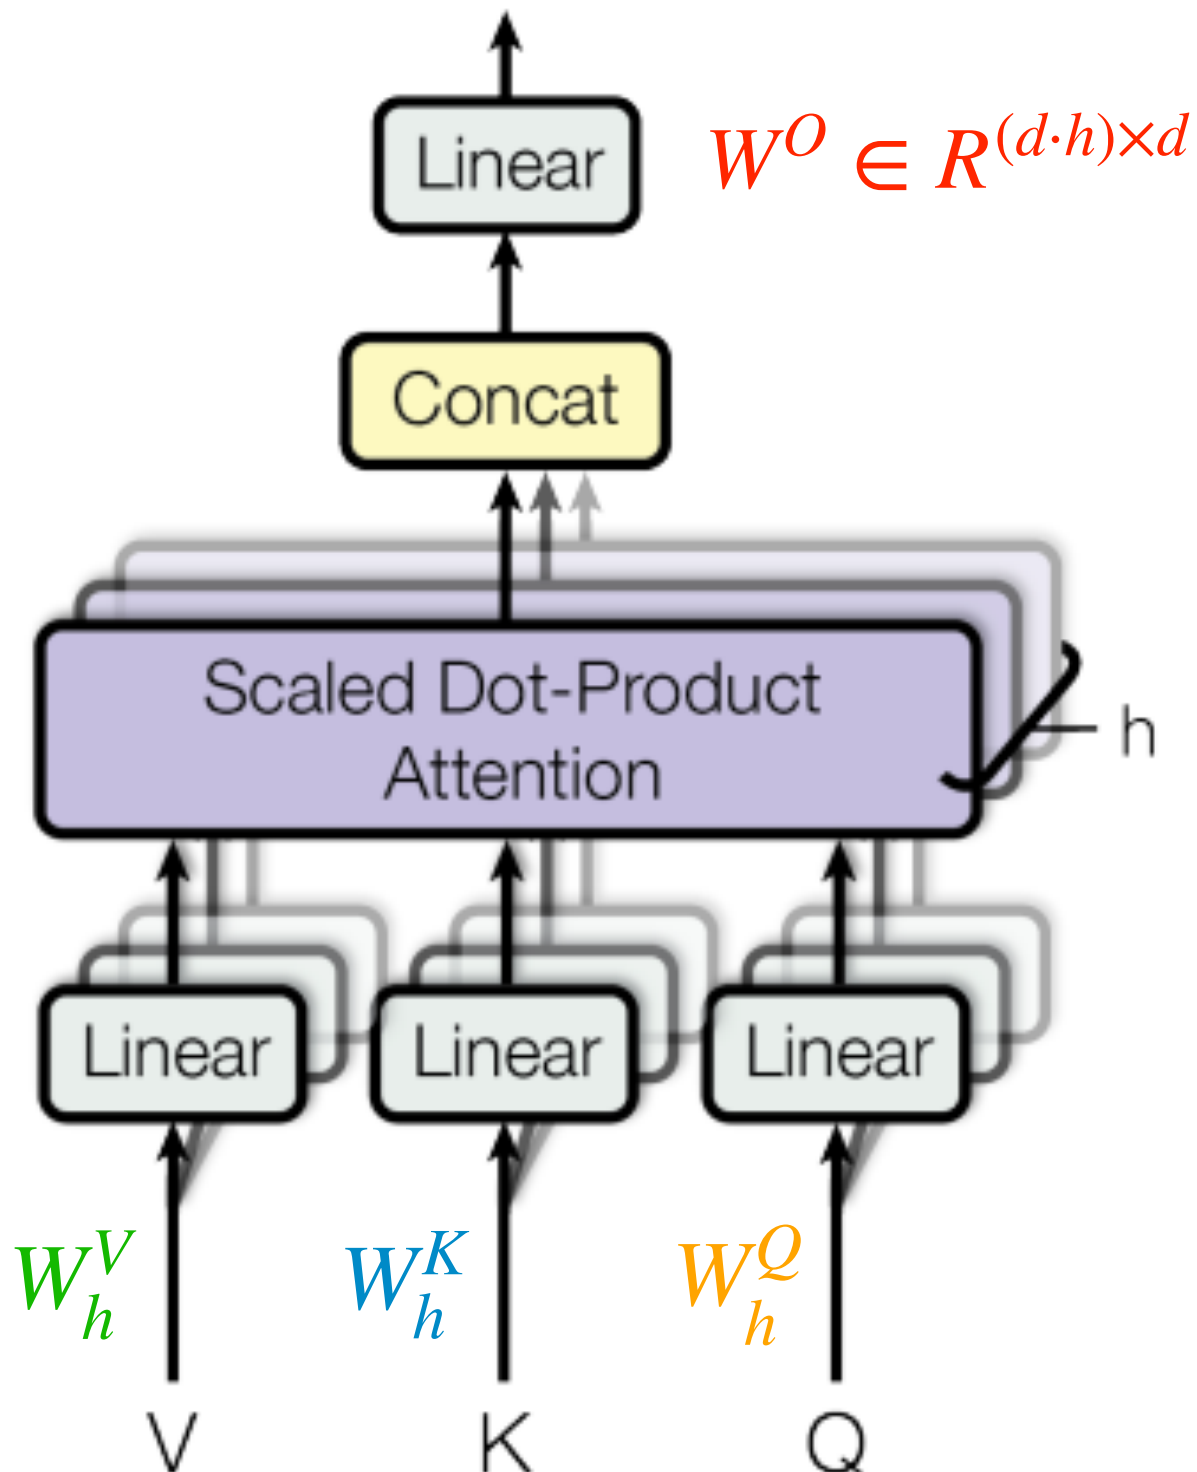 Linear
W^O ∈ R^{(d·h)×d}
Concat
Scaled Dot-Product
Attention
h
Linear Linear Linear
W_h^V W_h^K W_h^Q
V K Q